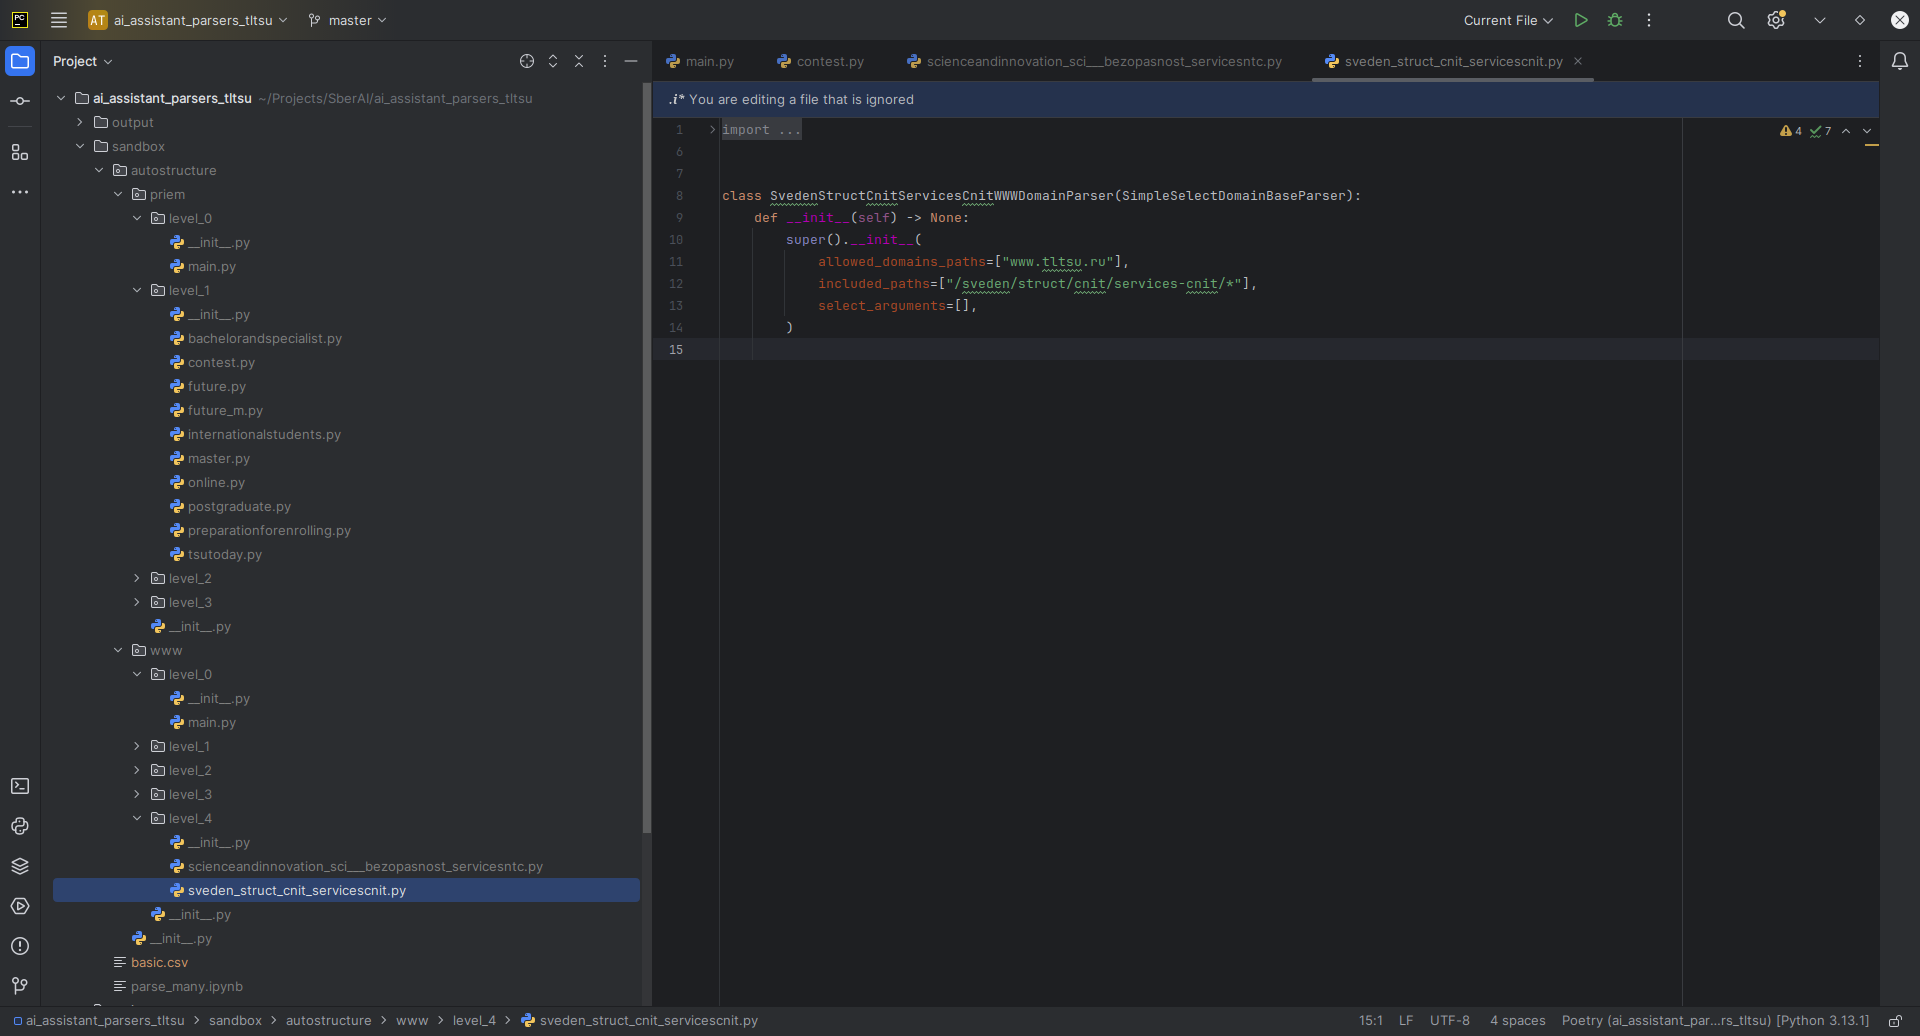 PC
AT ai_assistant_parsers_tltsu
master
Current File
Project
main.py
contest.py
scienceandinnovation_sci___bezopasnost_servicesntc.py
sveden_struct_cnit_servicescnit.py
.i* You are editing a file that is ignored
ai_assistant_parsers_tltsu ~/Projects/SberAI/ai_assistant_parsers_tltsu
output
sandbox
autostructure
priem
level_0
__init__.py
main.py
level_1
__init__.py
bachelorandspecialist.py
contest.py
future.py
future_m.py
internationalstudents.py
master.py
online.py
postgraduate.py
preparationforenrolling.py
tsutoday.py
level_2
level_3
__init__.py
www
level_0
__init__.py
main.py
level_1
level_2
level_3
level_4
__init__.py
scienceandinnovation_sci___bezopasnost_servicesntc.py
sveden_struct_cnit_servicescnit.py
__init__.py
__init__.py
basic.csv
parse_many.ipynb
1 import ...
4 7
6
7
8 class SvedenStructCnitServicesCnitWWWDomainParser(SimpleSelectDomainBaseParser):
9 def __init__(self) -> None:
10 super().__init__(
11 allowed_domains_paths=["www.tltsu.ru"],
12 included_paths=["/sveden/struct/cnit/services-cnit/*"],
13 select_arguments=[],
14 )
15
ai_assistant_parsers_tltsu > sandbox > autostructure > www > level_4 > sveden_struct_cnit_servicescnit.py
15:1 LF UTF-8 4 spaces Poetry (ai_assistant_par...rs_tltsu) [Python 3.13.1]